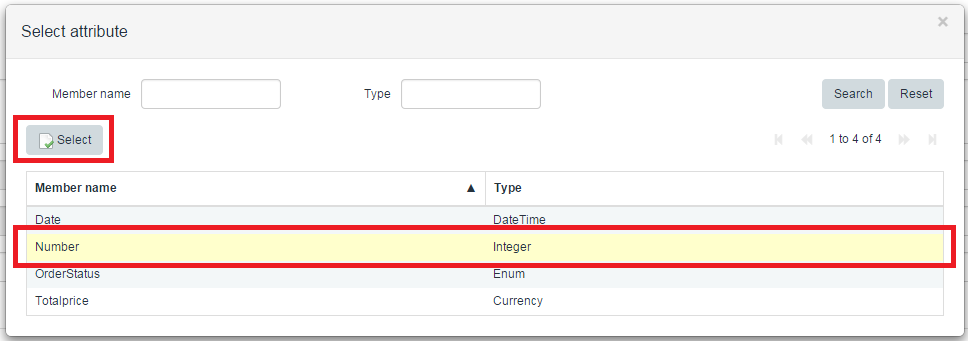 Select attribute ×
Member name Type Search Reset
Select 1 to 4 of 4
Member name ▲ Type
Date DateTime
Number Integer
OrderStatus Enum
Totalprice Currency